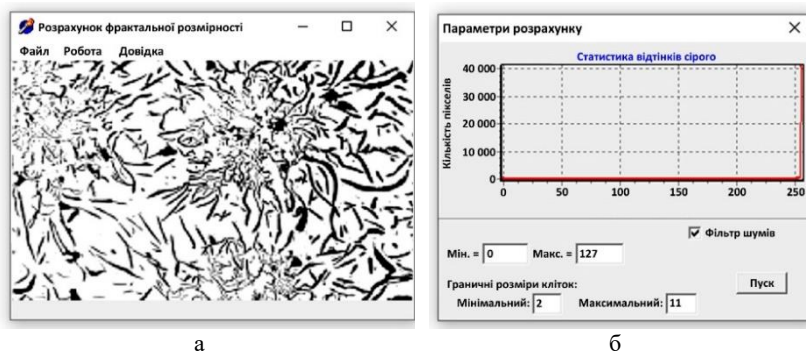 Розрахунок фрактальної розмірності
Файл Робота Довідка
а
Параметри розрахунку
Статистика відтінків сірого
Кількість пікселів
40 000
30 000
20 000
10 000
0
0 50 100 150 200 250
Фільтр шумів
Мін. = 0 Макс. = 127
Граничні розміри кліток:
Мінімальний: 2 Максимальний: 11
Пуск
б